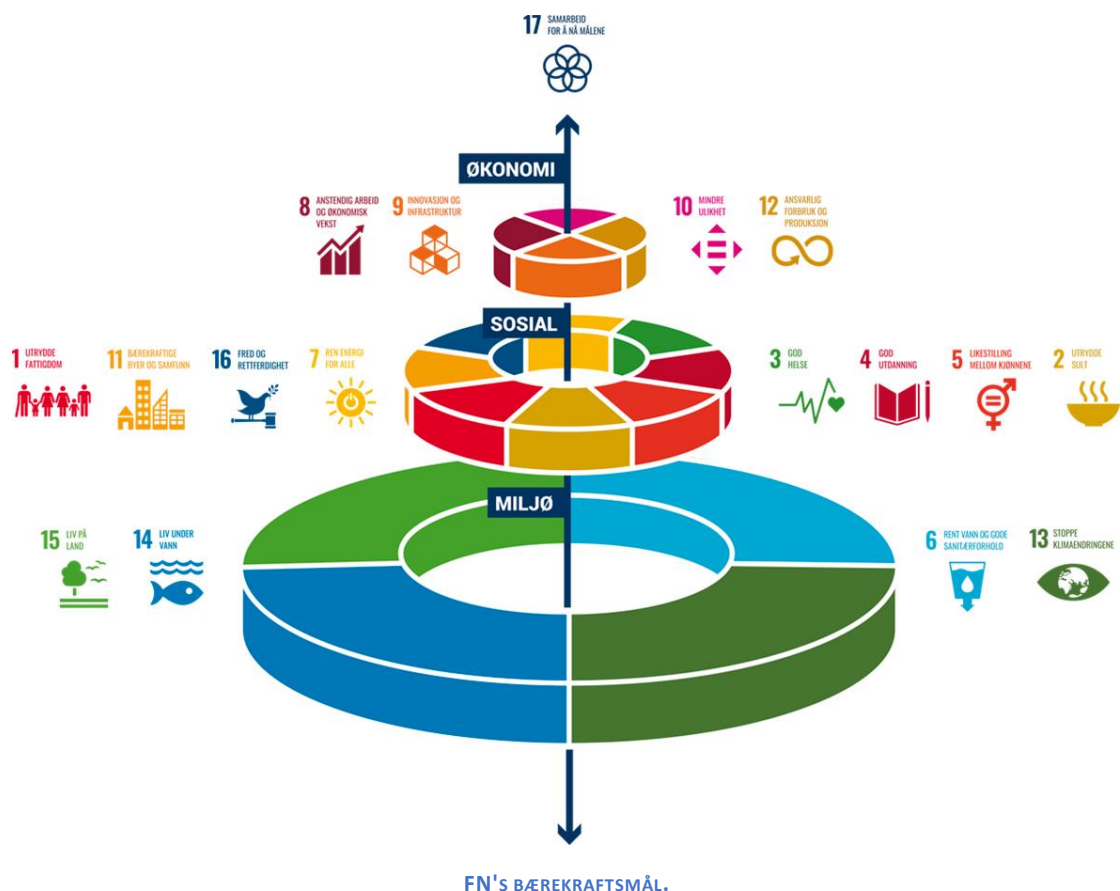 17 SAMARBEID
FOR Å NÅ MÅLENE
ØKONOMI
8 ANSTENDIG ARBEID
OG ØKONOMISK
VEKST
9 INNOVASJON OG
INFRASTRUKTUR
10 MINDRE
ULIKHET
12 ANSVARLIG
FORBRUK OG
PRODUKSJON
SOSIAL
1 UTRYDDE
FATTIGDOM
11 BÆREKRAFTIGE
BYER OG SAMFUNN
16 FRED OG
RETTFERDIGHET
7 REN ENERGI
FOR ALLE
3 GOD
HELSE
4 GOD
UTDANNING
5 LIKESTILLING
MELLOM KJØNNENE
2 UTRYDDE
SULT
MILJØ
15 LIV PÅ
LAND
14 LIV UNDER
VANN
6 RENT VANN OG GODE
SANITÆRFORHOLD
13 STOPPE
KLIMAENDRINGENE
FN'S BÆREKRAFTSMÅL.